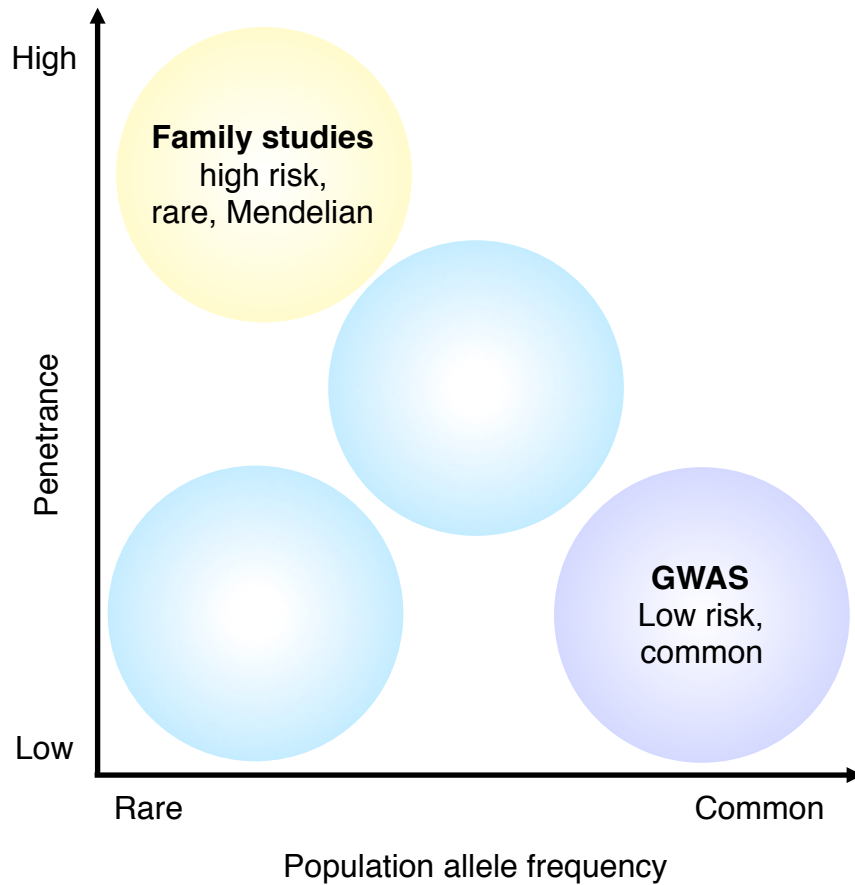 High
Family studies
high risk,
rare, Mendelian
Penetrance
GWAS
Low risk,
common
Low
Rare
Common
Population allele frequency